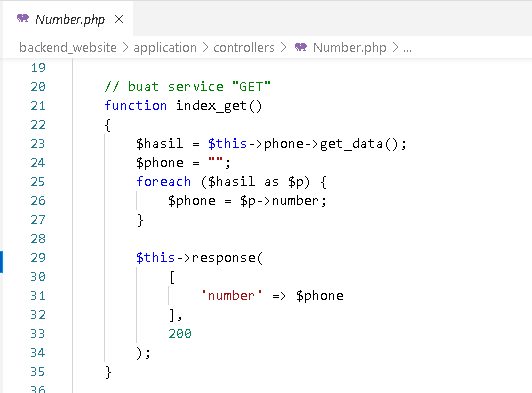 Number.php ×
backend_website > application > controllers > Number.php > ...
19
20 // buat service "GET"
21 function index_get()
22 {
23 $hasil = $this->phone->get_data();
24 $phone = "";
25 foreach ($hasil as $p) {
26 $phone = $p->number;
27 }
28
29 $this->response(
30 [
31 'number' => $phone
32 ],
33 200
34 );
35 }
36